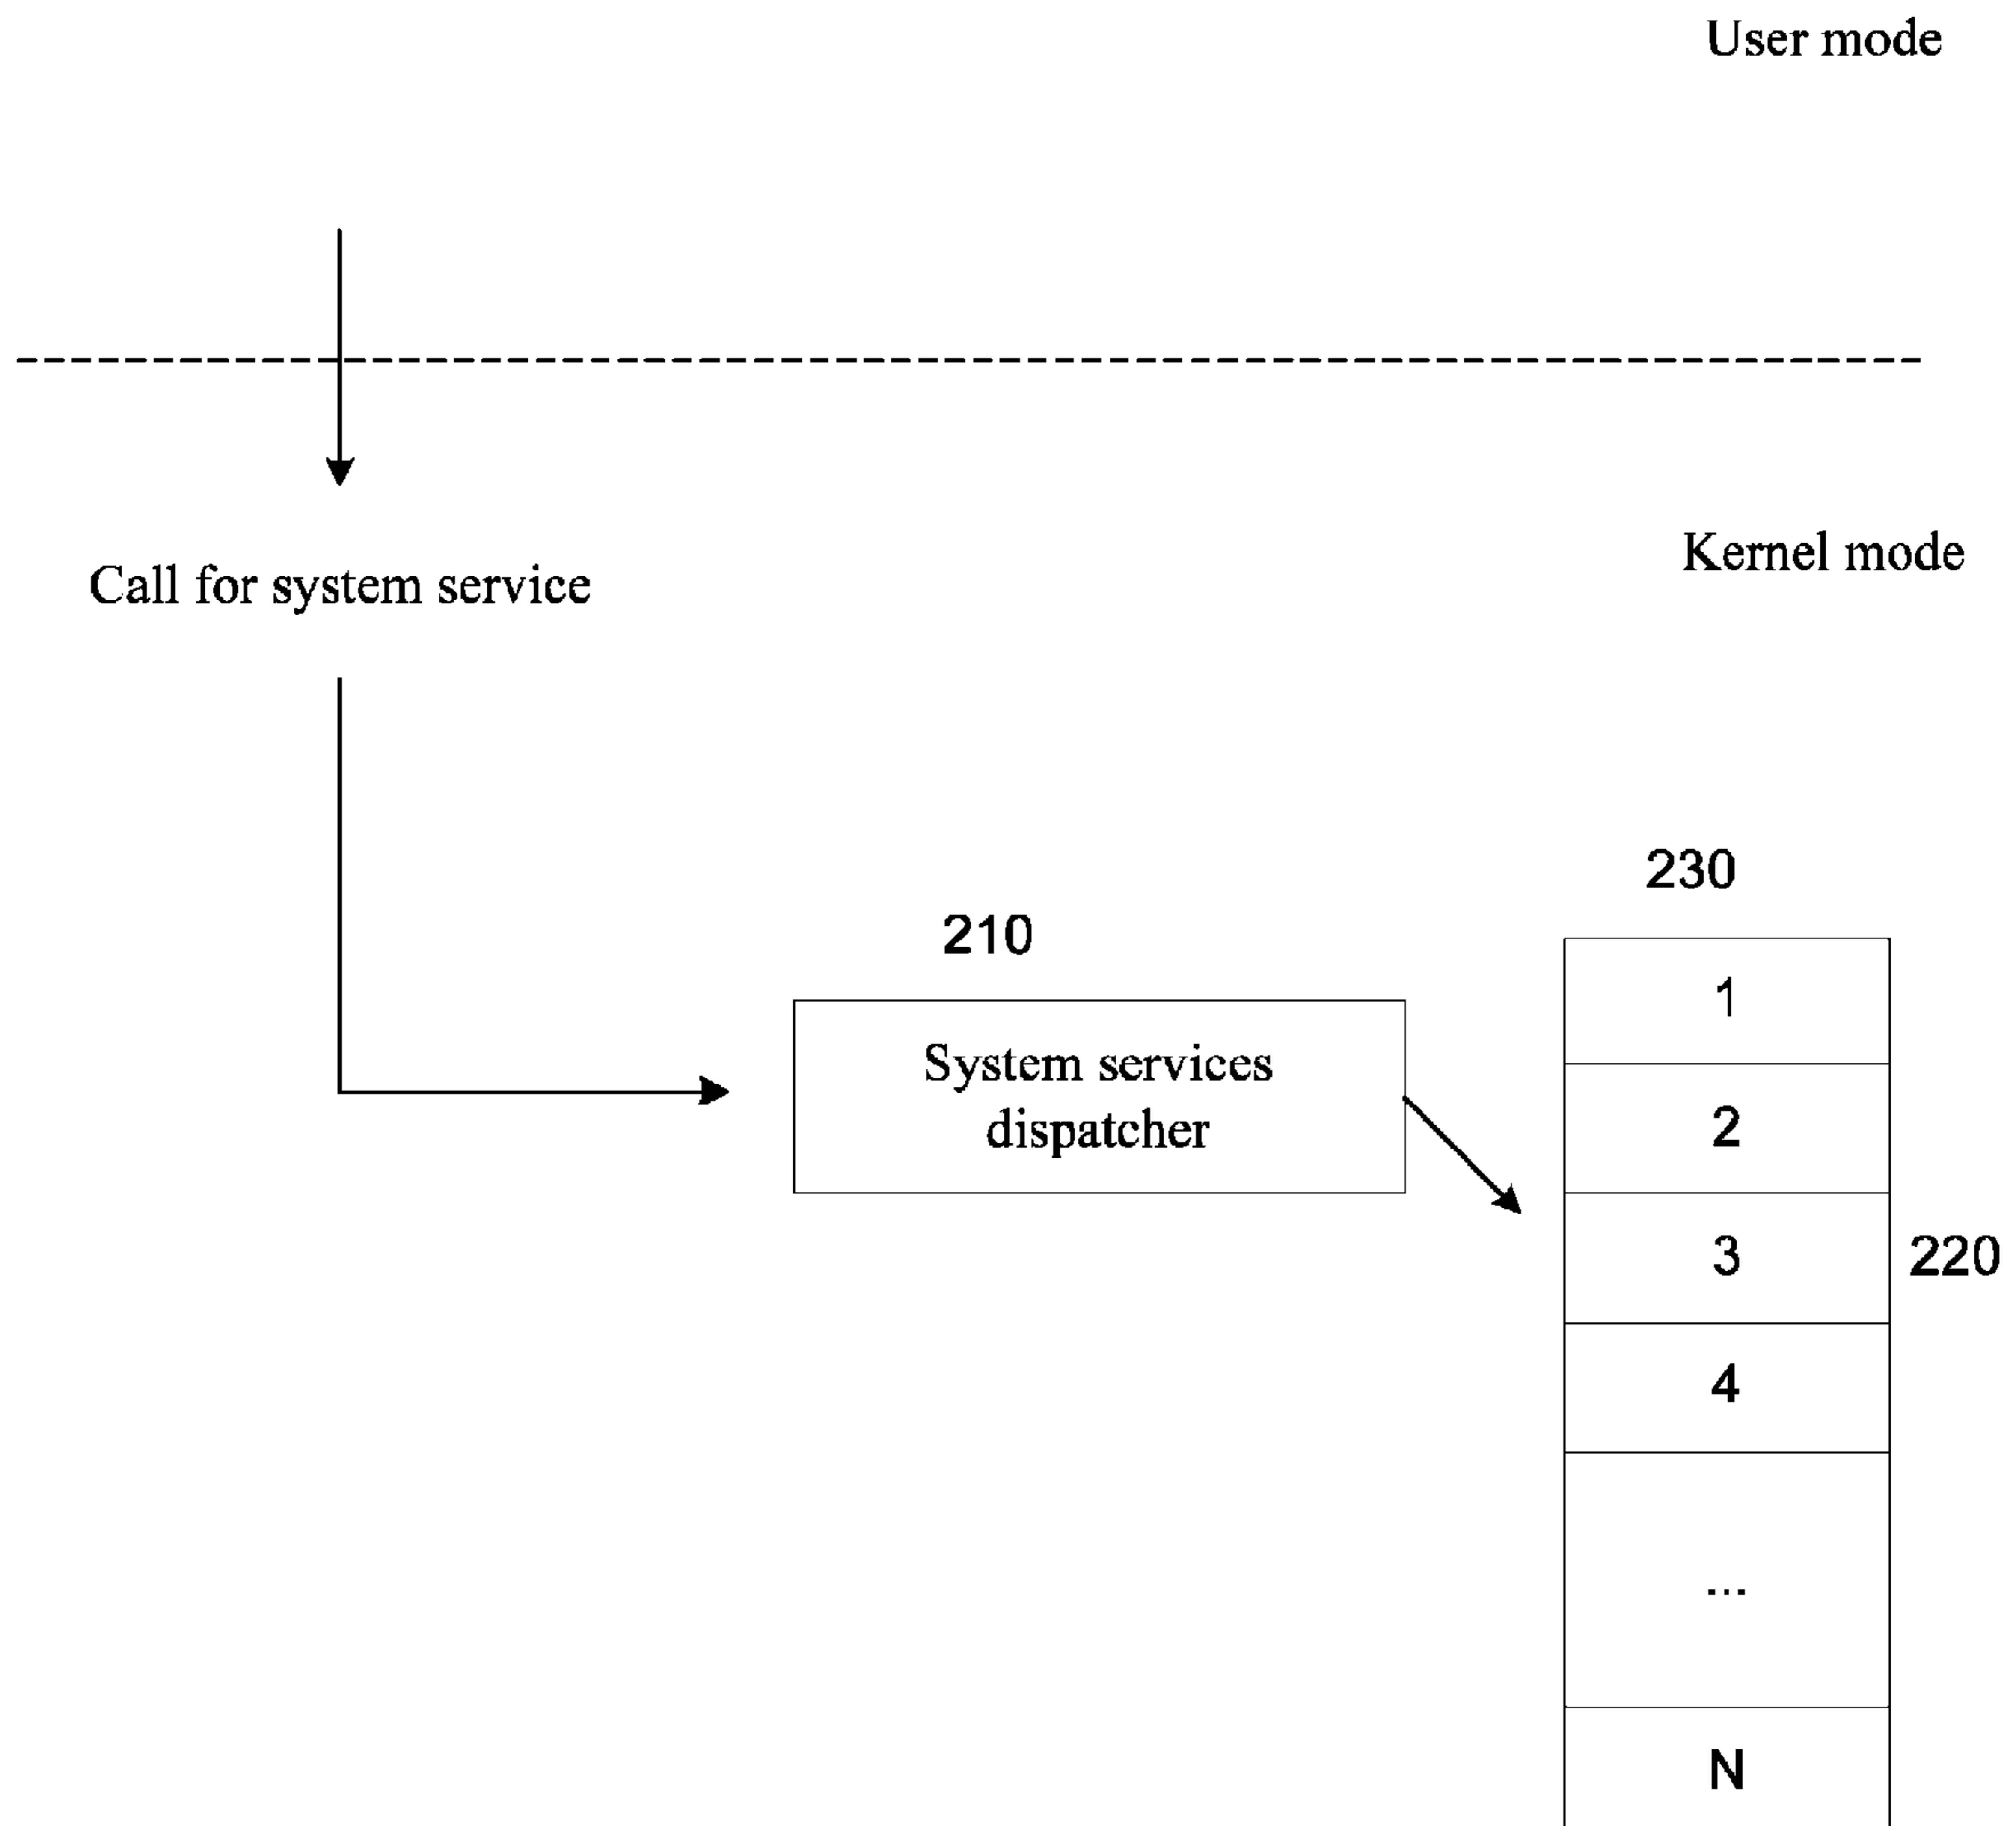 User mode
Kernel mode
Call for system service
230
210
1
System services
dispatcher
2
3
220
4
...
N